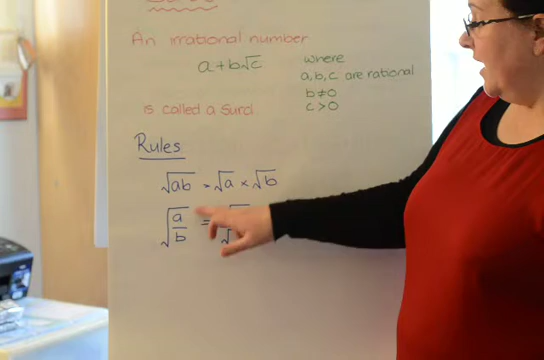 An irrational number
a+b√c
where
a,b,c are rational
b≠0
c>0
is called a Surd
Rules
√ab = √a × √b
√a/b = √